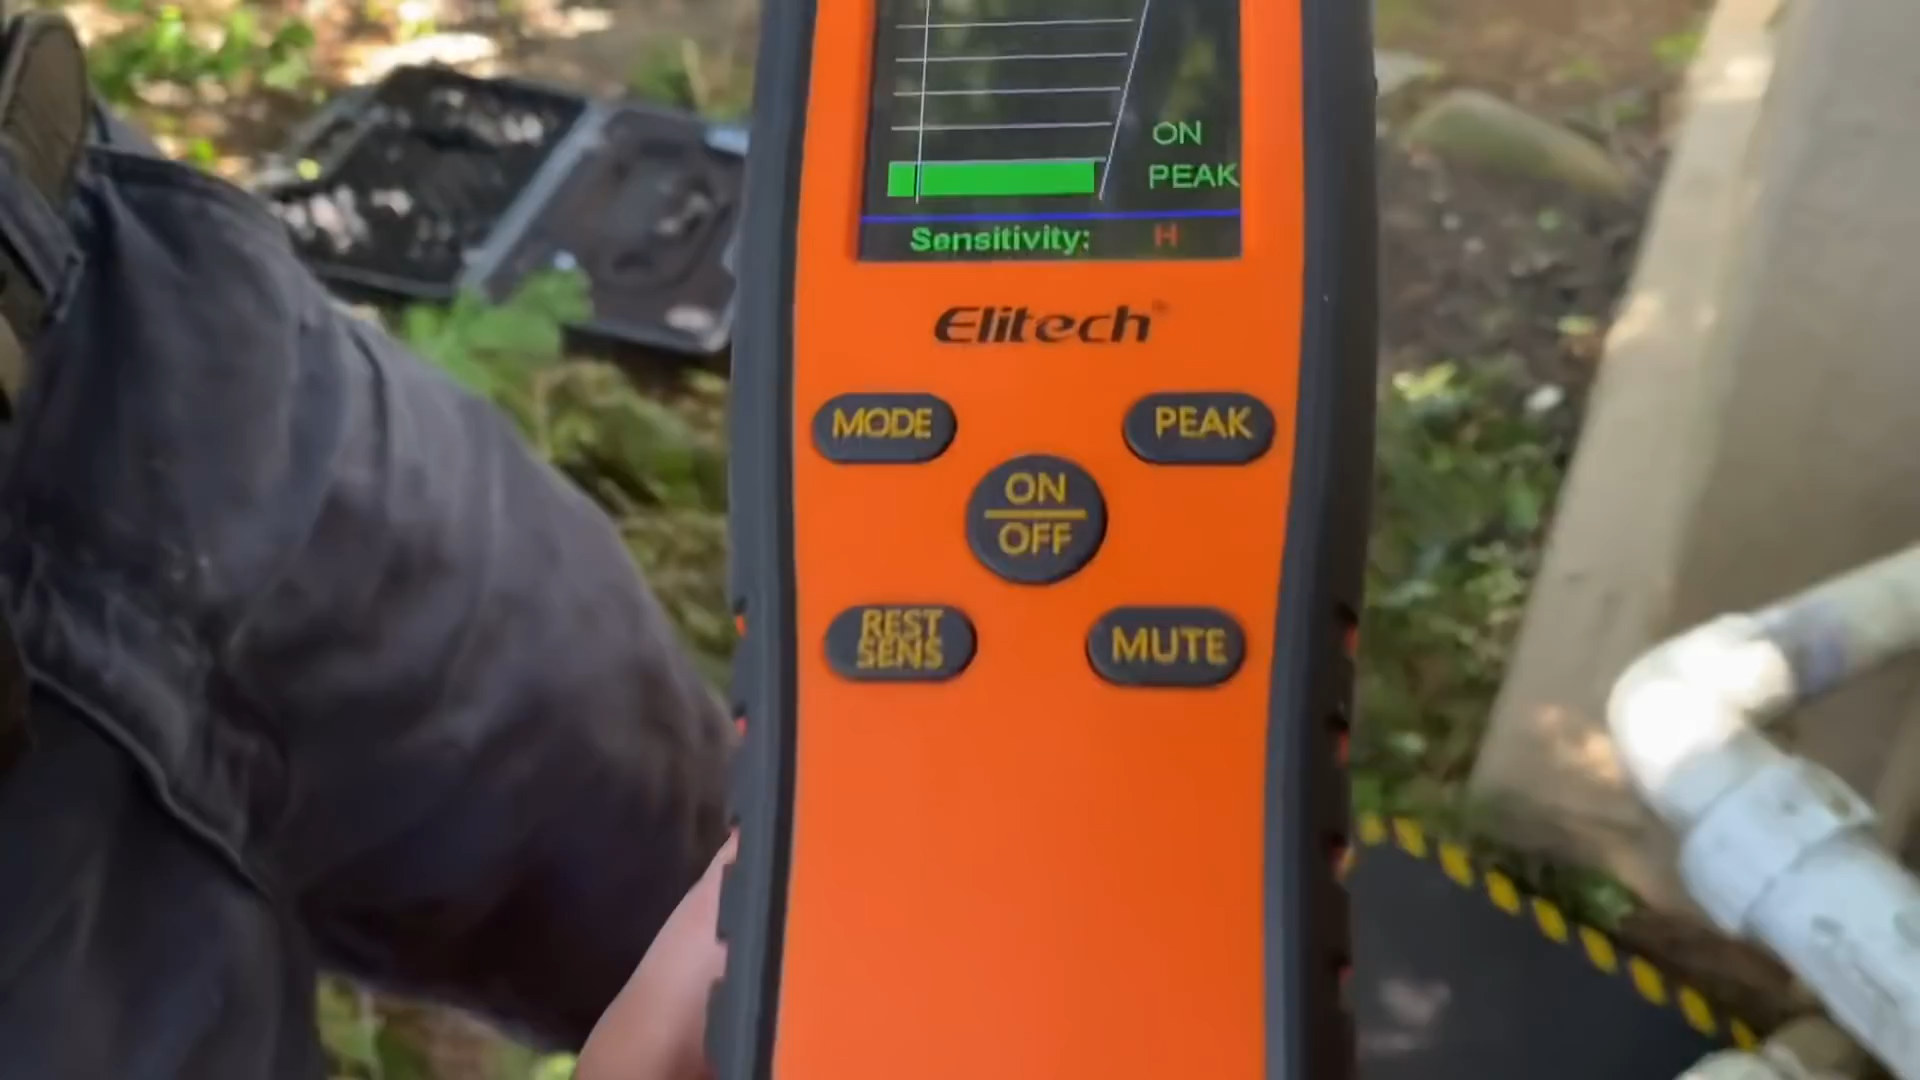 ON
PEAK
Sensitivity: H
Elitech®
MODE
PEAK
ON
OFF
REST
SENS
MUTE